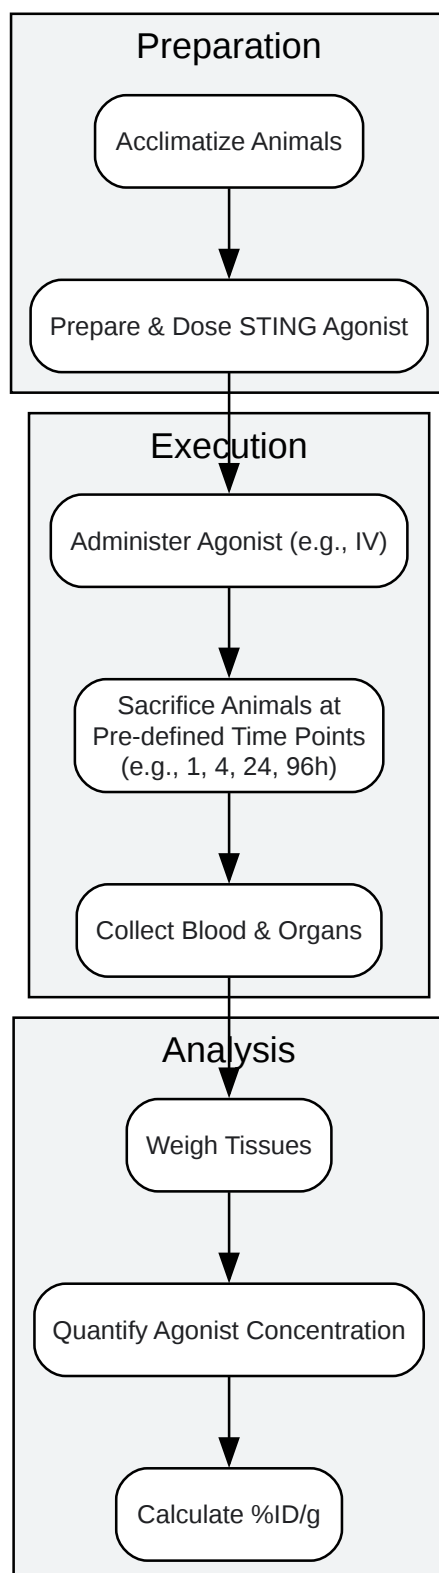 Preparation
Acclimatize Animals
Prepare & Dose STING Agonist
Execution
Administer Agonist (e.g., IV)
Sacrifice Animals at
Pre-defined Time Points
(e.g., 1, 4, 24, 96h)
Collect Blood & Organs
Analysis
Weigh Tissues
Quantify Agonist Concentration
Calculate %ID/g